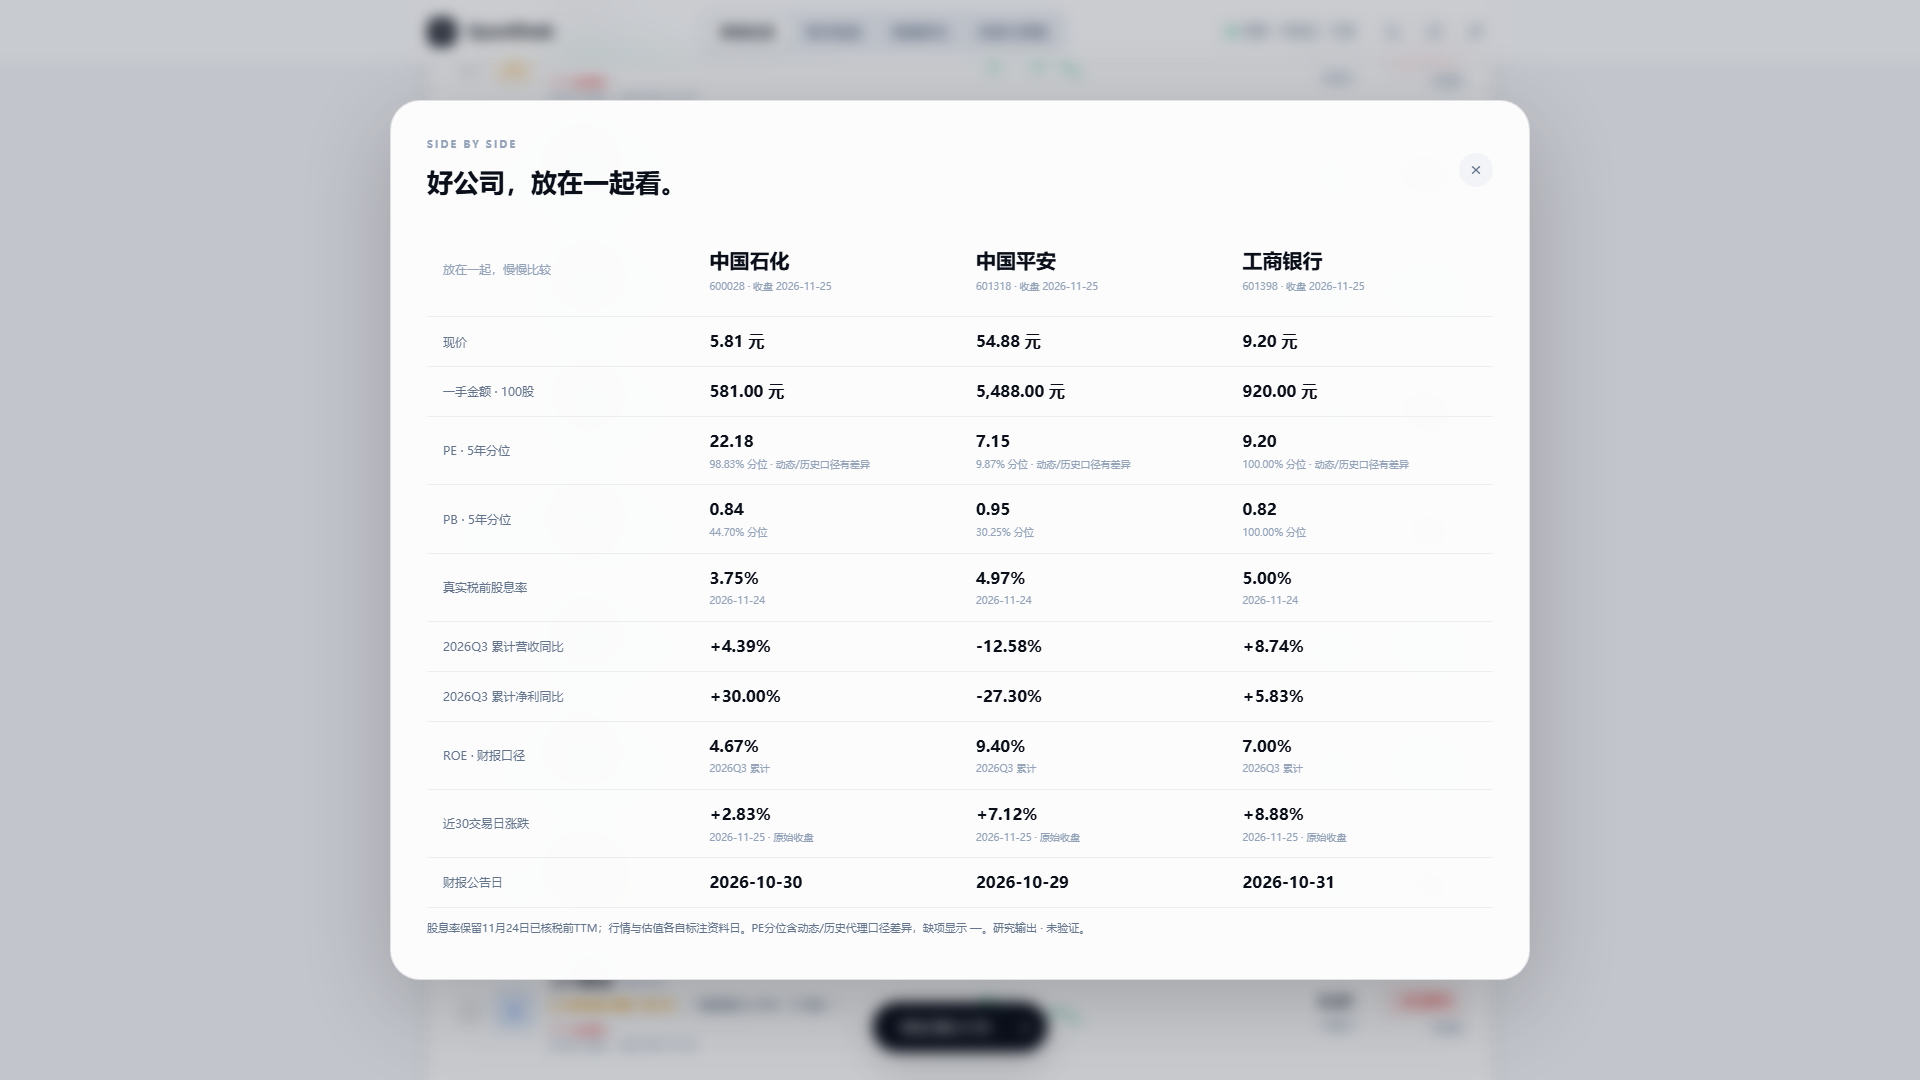 SIDE BY SIDE
好公司，放在一起看。
×
放在一起，慢慢比较
中国石化
600028 · 收盘 2026-11-25
中国平安
601318 · 收盘 2026-11-25
工商银行
601398 · 收盘 2026-11-25
现价
5.81 元
54.88 元
9.20 元
一手金额 · 100股
581.00 元
5,488.00 元
920.00 元
PE · 5年分位
22.18
98.83% 分位 · 动态/历史口径有差异
7.15
9.87% 分位 · 动态/历史口径有差异
9.20
100.00% 分位 · 动态/历史口径有差异
PB · 5年分位
0.84
44.70% 分位
0.95
30.25% 分位
0.82
100.00% 分位
真实税前股息率
3.75%
2026-11-24
4.97%
2026-11-24
5.00%
2026-11-24
2026Q3 累计营收同比
+4.39%
-12.58%
+8.74%
2026Q3 累计净利同比
+30.00%
-27.30%
+5.83%
ROE · 财报口径
4.67%
2026Q3 累计
9.40%
2026Q3 累计
7.00%
2026Q3 累计
近30交易日涨跌
+2.83%
2026-11-25 · 原始收盘
+7.12%
2026-11-25 · 原始收盘
+8.88%
2026-11-25 · 原始收盘
财报公告日
2026-10-30
2026-10-29
2026-10-31
股息率保留11月24日已核税前TTM；行情与估值各自标注资料日。PE分位含动态/历史代理口径差异，缺项显示 —。研究输出 · 未验证。